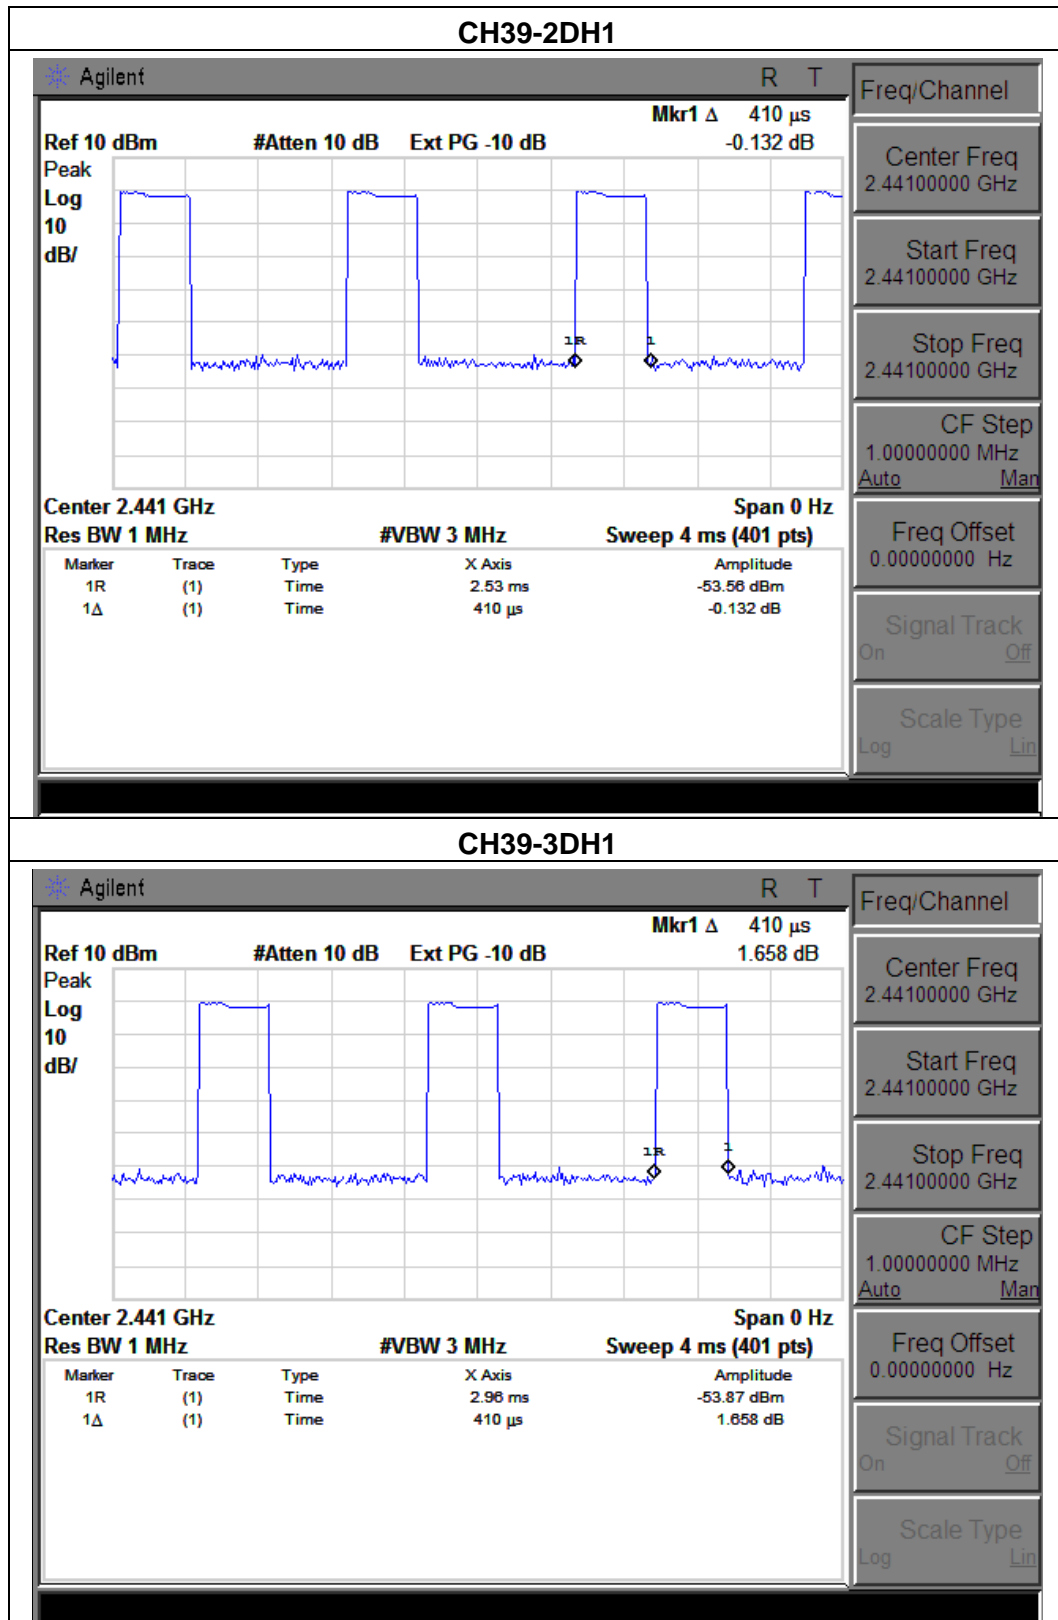 CH39-2DH1
Agilent
R T
Mkr1 Δ 410 µs
Ref 10 dBm #Atten 10 dB Ext PG -10 dB -0.132 dB
Peak
Log
10
dB/
1R
1
Center 2.441 GHz Span 0 Hz
Res BW 1 MHz #VBW 3 MHz Sweep 4 ms (401 pts)
Marker Trace Type X Axis Amplitude
1R (1) Time 2.53 ms -53.56 dBm
1Δ (1) Time 410 µs -0.132 dB
Freq/Channel
Center Freq
2.44100000 GHz
Start Freq
2.44100000 GHz
Stop Freq
2.44100000 GHz
CF Step
1.00000000 MHz
Auto Man
Freq Offset
0.00000000 Hz
Signal Track
On Off
Scale Type
Log Lin
CH39-3DH1
Agilent
R T
Mkr1 Δ 410 µs
Ref 10 dBm #Atten 10 dB Ext PG -10 dB 1.658 dB
Peak
Log
10
dB/
1R
1
Center 2.441 GHz Span 0 Hz
Res BW 1 MHz #VBW 3 MHz Sweep 4 ms (401 pts)
Marker Trace Type X Axis Amplitude
1R (1) Time 2.96 ms -53.87 dBm
1Δ (1) Time 410 µs 1.658 dB
Freq/Channel
Center Freq
2.44100000 GHz
Start Freq
2.44100000 GHz
Stop Freq
2.44100000 GHz
CF Step
1.00000000 MHz
Auto Man
Freq Offset
0.00000000 Hz
Signal Track
On Off
Scale Type
Log Lin